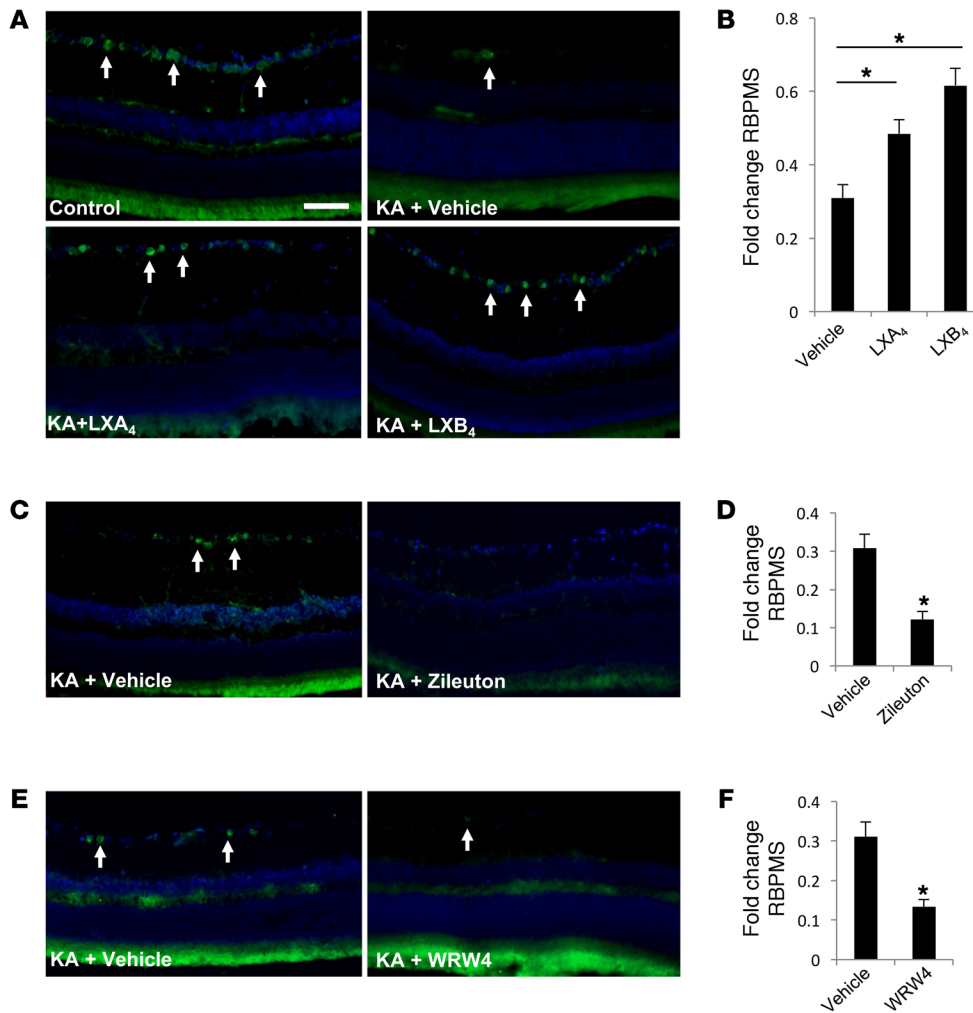 A
Control
KA + Vehicle
KA+LXA4
KA + LXB4
B
Fold change RBPMS
0.8
0.6
0.4
0.2
0
*
*
Vehicle
LXA4
LXB4
C
KA + Vehicle
KA + Zileuton
D
Fold change
RBPMS
0.4
0.3
0.2
0.1
0
*
Vehicle
Zileuton
E
KA + Vehicle
KA + WRW4
F
Fold change
RBPMS
0.4
0.3
0.2
0.1
0
*
Vehicle
WRW4